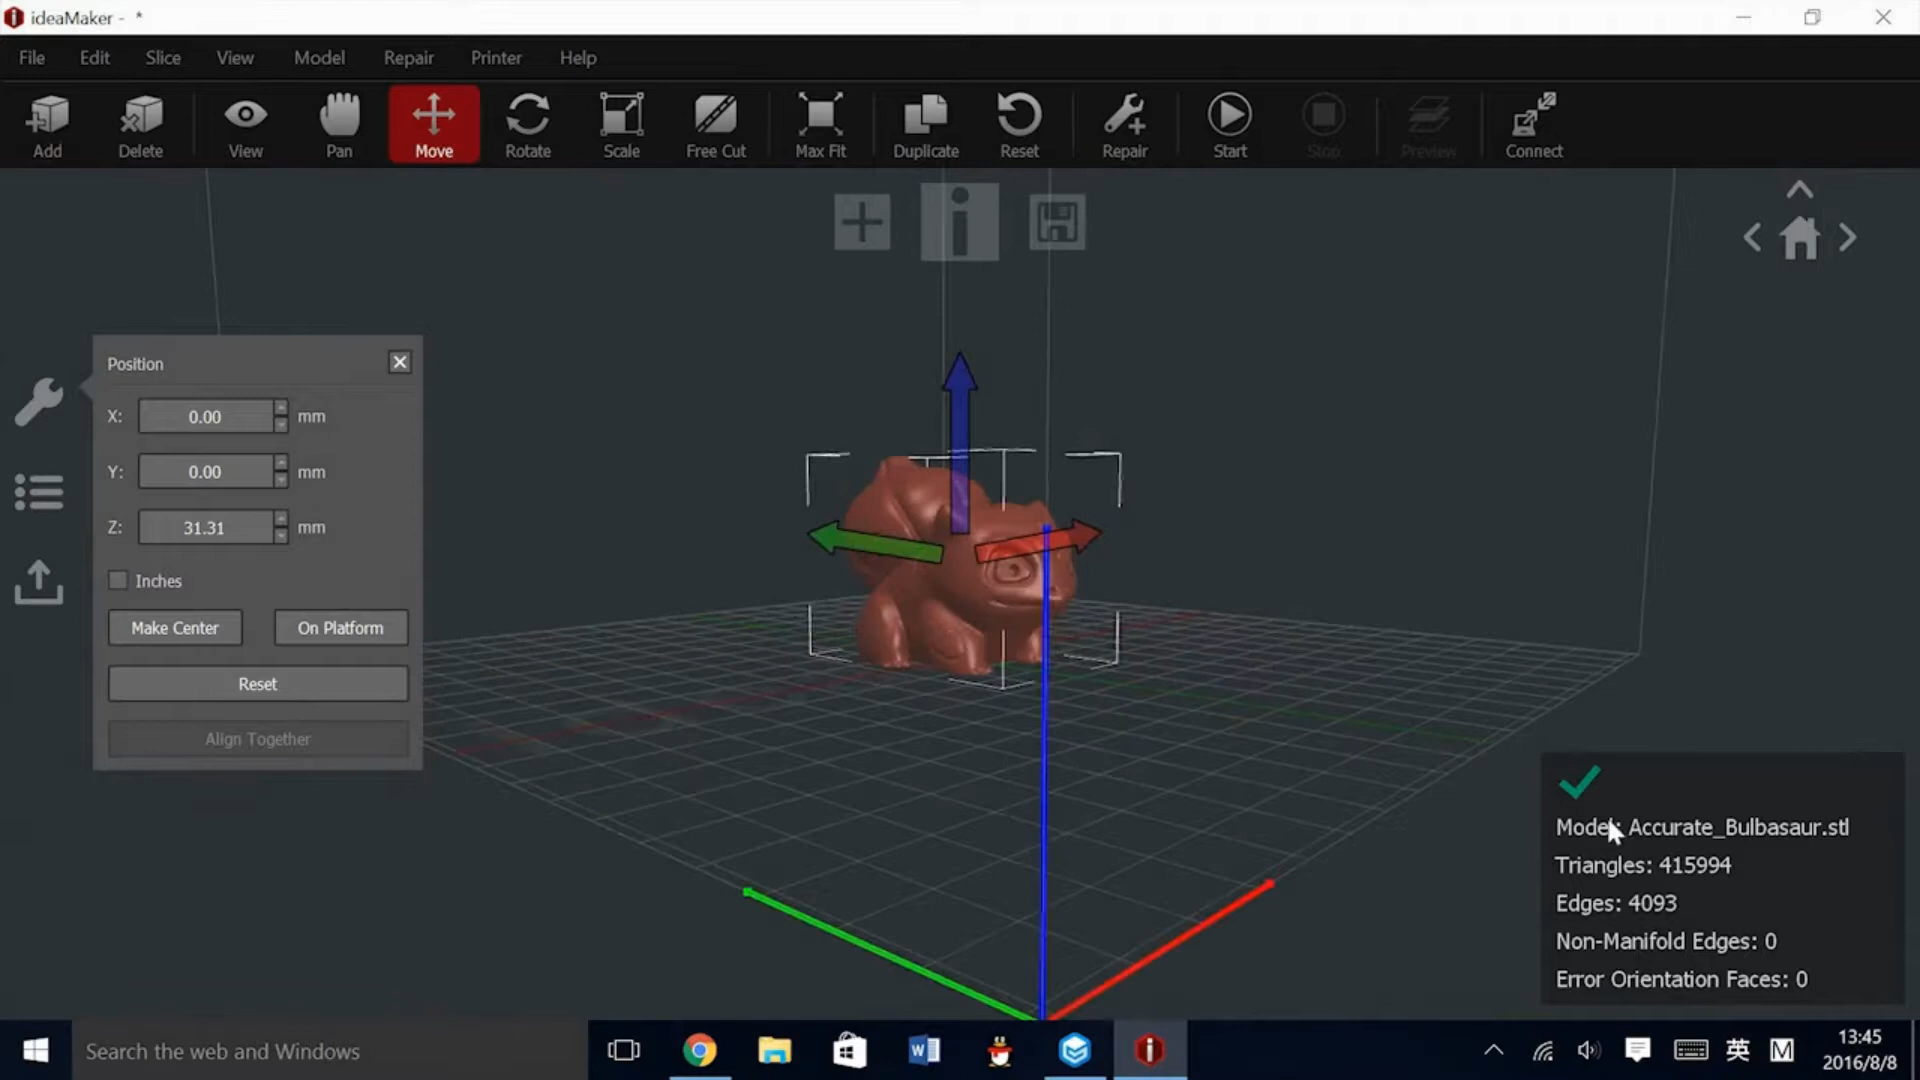 ideaMaker - *
File Edit Slice View Model Repair Printer Help
Add Delete View Pan Move Rotate Scale Free Cut Max Fit Duplicate Reset Repair Start Stop Preview Connect
Position
X: 0.00 mm
Y: 0.00 mm
Z: 31.31 mm
Inches
Make Center On Platform
Reset
Align Together
Model: Accurate_Bulbasaur.stl
Triangles: 415994
Edges: 4093
Non-Manifold Edges: 0
Error Orientation Faces: 0
Search the web and Windows
英 M
13:45
2016/8/8